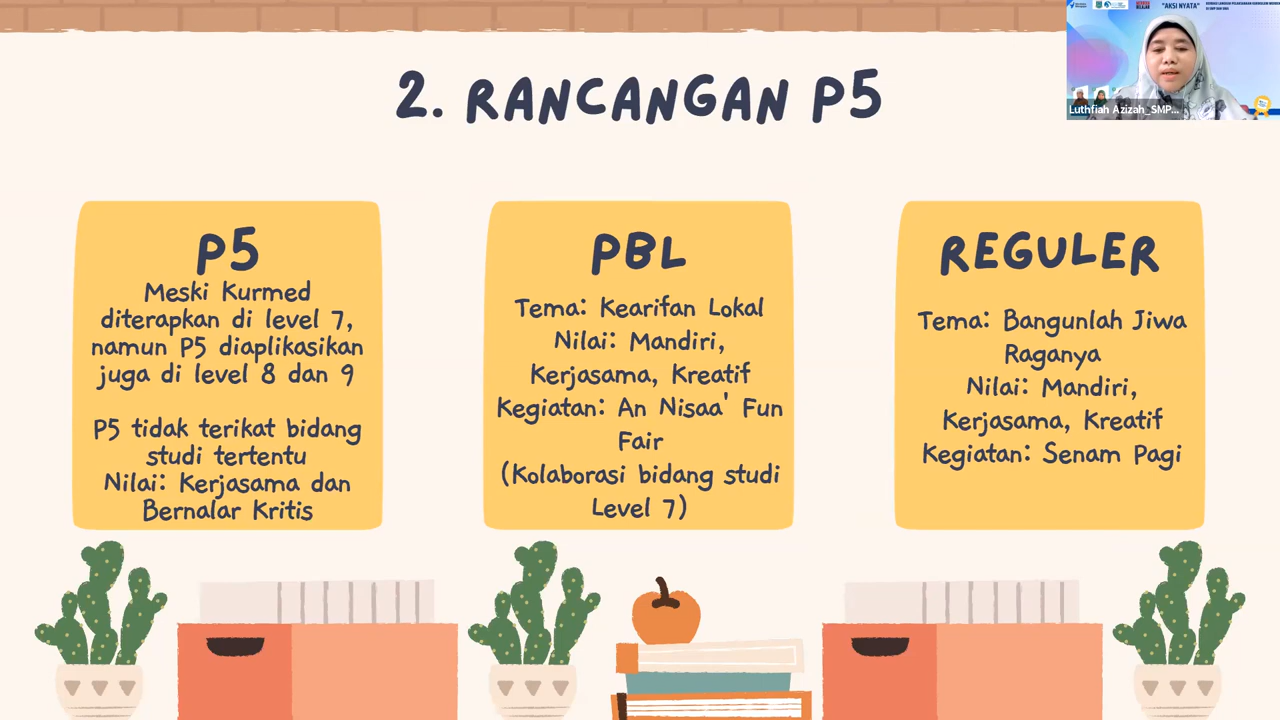 2. RANCANGAN P5
P5
Meski Kurmed
diterapkan di level 7,
namun P5 diaplikasikan
juga di level 8 dan 9
P5 tidak terikat bidang
studi tertentu
Nilai: Kerjasama dan
Bernalar Kritis
PBL
Tema: Kearifan Lokal
Nilai: Mandiri,
Kerjasama, Kreatif
Kegiatan: An Nisaa' Fun
Fair
(Kolaborasi bidang studi
Level 7)
REGULER
Tema: Bangunlah Jiwa
Raganya
Nilai: Mandiri,
Kerjasama, Kreatif
Kegiatan: Senam Pagi
"AKSI NYATA"
Luthfiah Azizah_SMP...